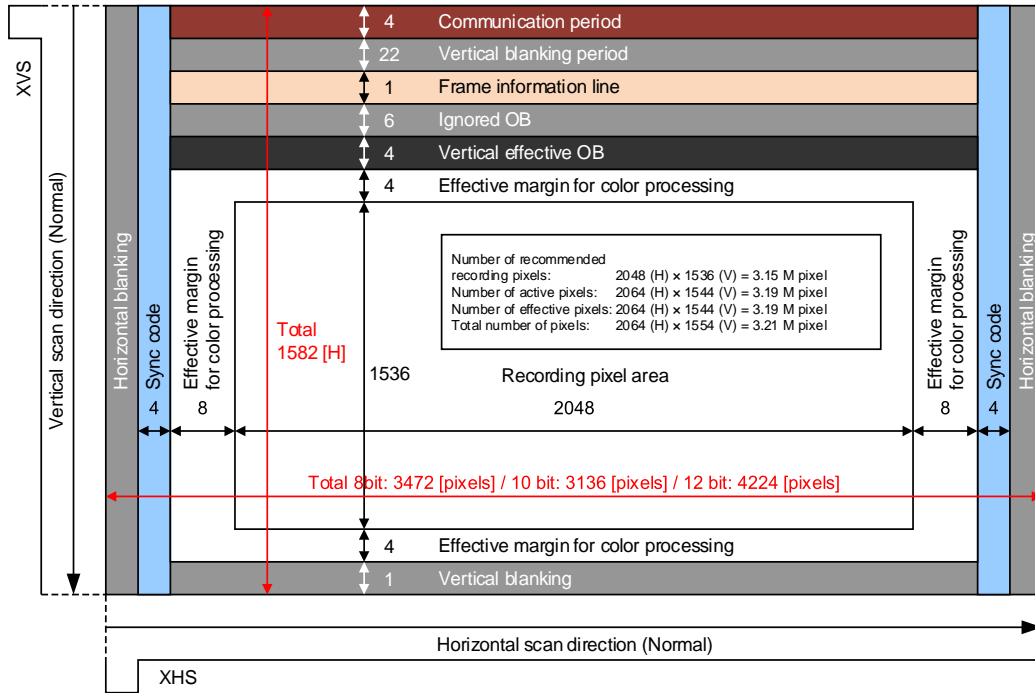 XVS
4 Communication period
22 Vertical blanking period
1 Frame information line
6 Ignored OB
4 Vertical effective OB
4 Effective margin for color processing
Vertical scan direction (Normal)
Horizontal blanking
Sync code
4
Effective margin
for color processing
8
Total
1582 [H]
Number of recommended
recording pixels: 2048 (H) × 1536 (V) = 3.15 M pixel
Number of active pixels: 2064 (H) × 1544 (V) = 3.19 M pixel
Number of effective pixels: 2064 (H) × 1544 (V) = 3.19 M pixel
Total number of pixels: 2064 (H) × 1554 (V) = 3.21 M pixel
1536
Recording pixel area
2048
Effective margin
for color processing
8
Sync code
4
Horizontal blanking
Total 8bit: 3472 [pixels] / 10 bit: 3136 [pixels] / 12 bit: 4224 [pixels]
4 Effective margin for color processing
1 Vertical blanking
Horizontal scan direction (Normal)
XHS